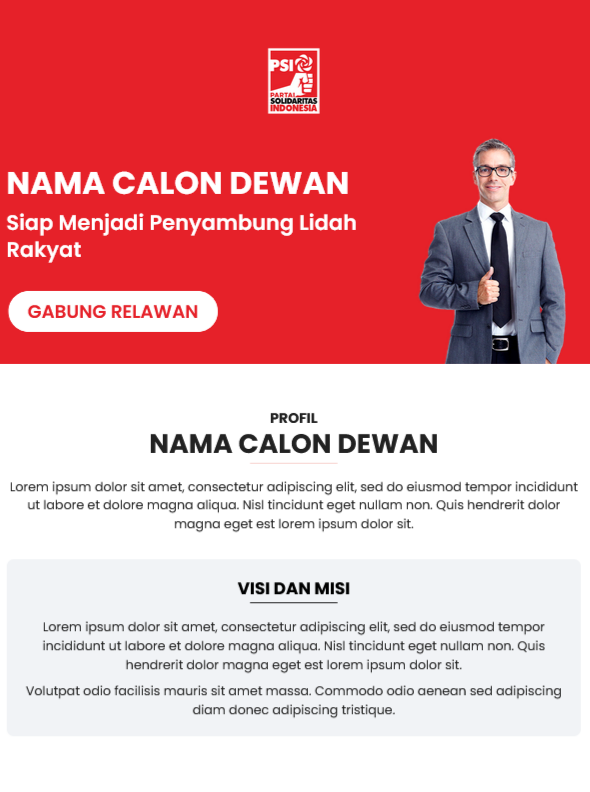 PSI
PARTAI
SOLIDARITAS
INDONESIA
NAMA CALON DEWAN
Siap Menjadi Penyambung Lidah
Rakyat
GABUNG RELAWAN
PROFIL
NAMA CALON DEWAN
Lorem ipsum dolor sit amet, consectetur adipiscing elit, sed do eiusmod tempor incididunt
ut labore et dolore magna aliqua. Nisl tincidunt eget nullam non. Quis hendrerit dolor
magna eget est lorem ipsum dolor sit.
VISI DAN MISI
Lorem ipsum dolor sit amet, consectetur adipiscing elit, sed do eiusmod tempor
incididunt ut labore et dolore magna aliqua. Nisl tincidunt eget nullam non. Quis
hendrerit dolor magna eget est lorem ipsum dolor sit.
Volutpat odio facilisis mauris sit amet massa. Commodo odio aenean sed adipiscing
diam donec adipiscing tristique.